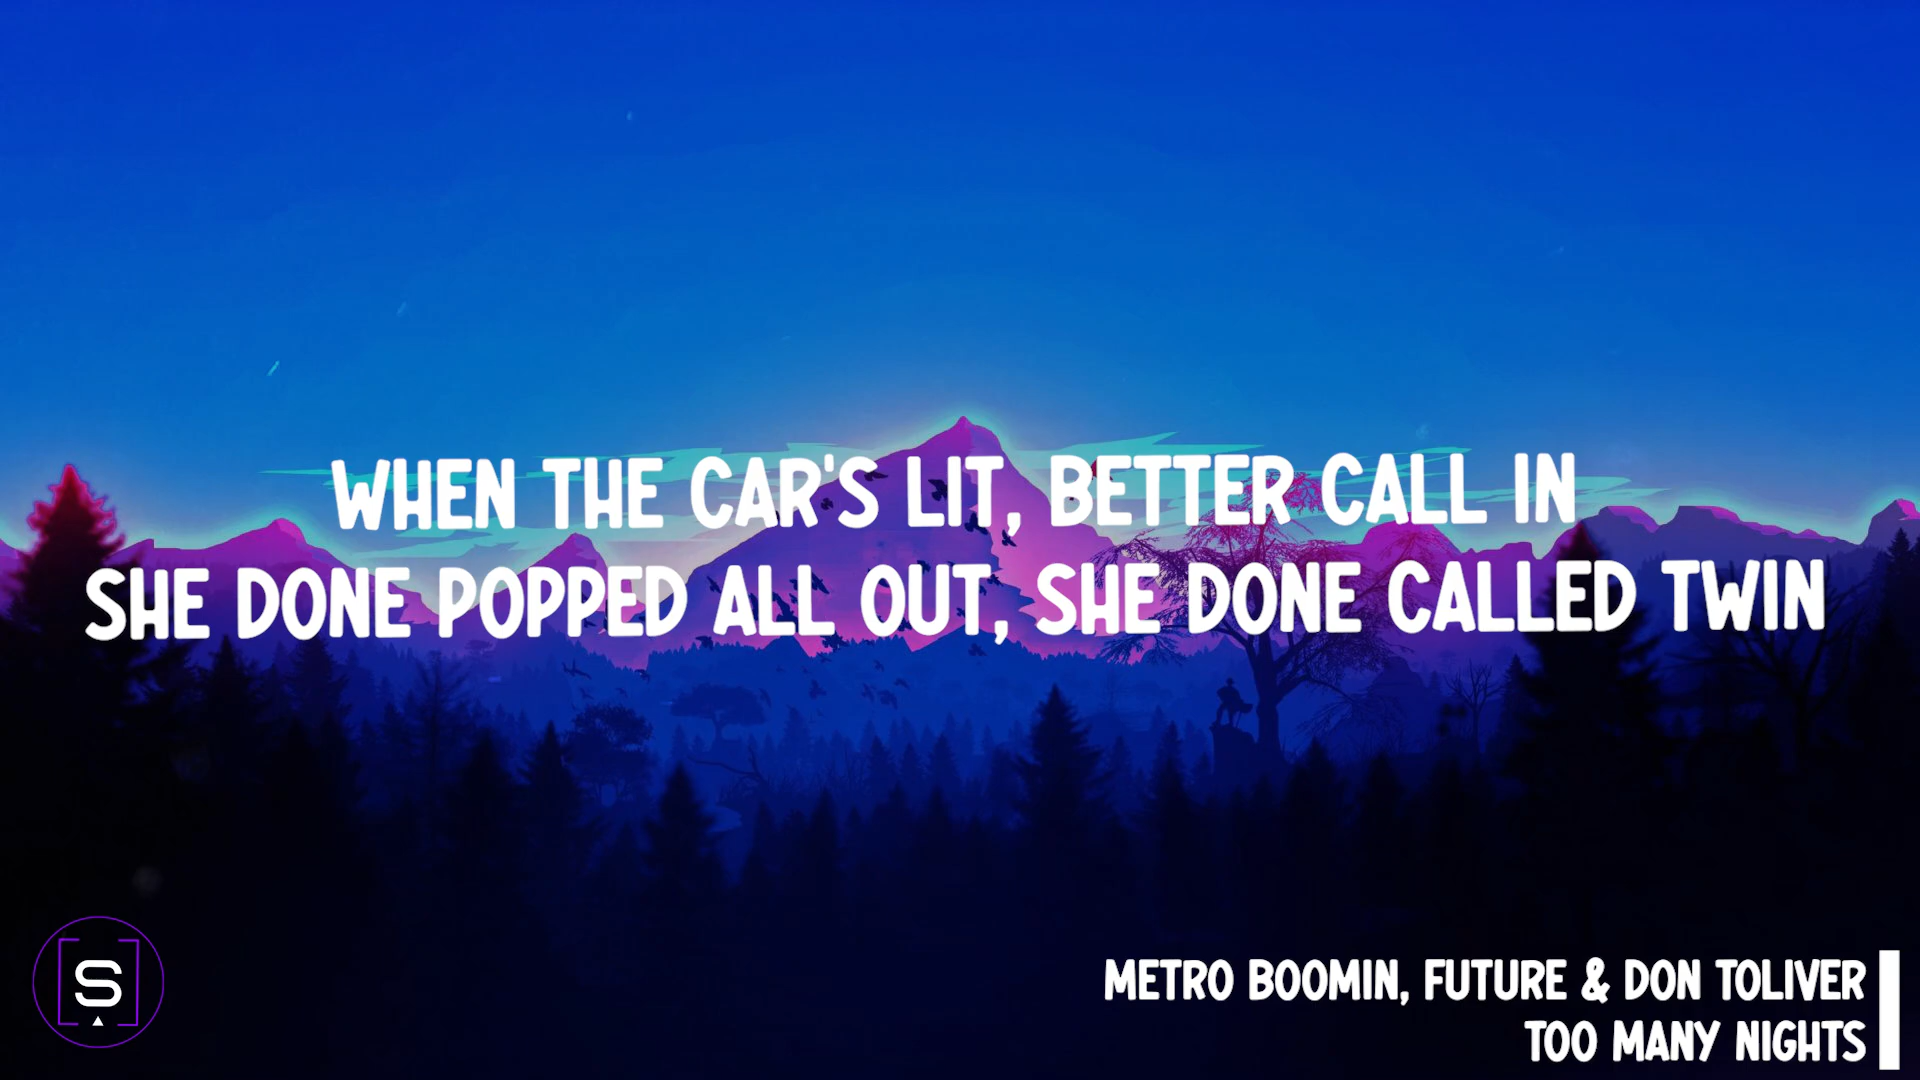 WHEN THE CAR'S LIT, BETTER CALL IN
SHE DONE POPPED ALL OUT, SHE DONE CALLED TWIN
S
METRO BOOMIN, FUTURE & DON TOLIVER
TOO MANY NIGHTS